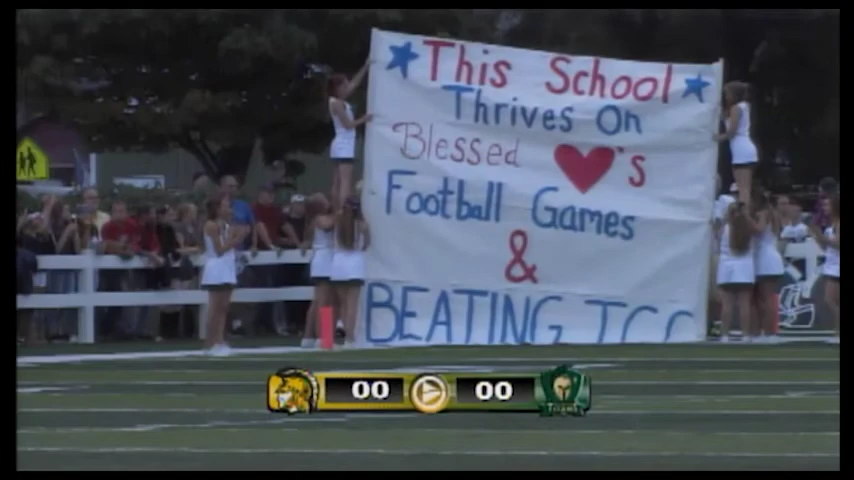 This School
Thrives On
Blessed ♥'s
Football Games
&
BEATING TCC
00 00